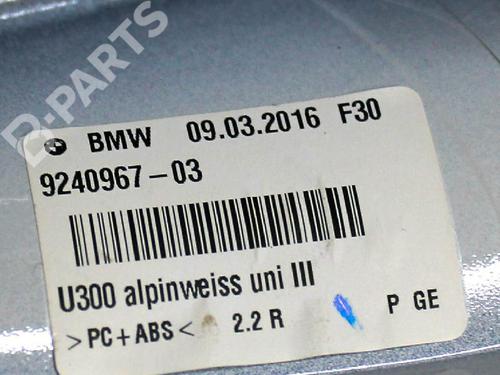 B-PARTS
BMW 09.03.2016 F30
9240967-03
U300 alpinweiss uni III
>PC+ABS< 2.2 R P GE